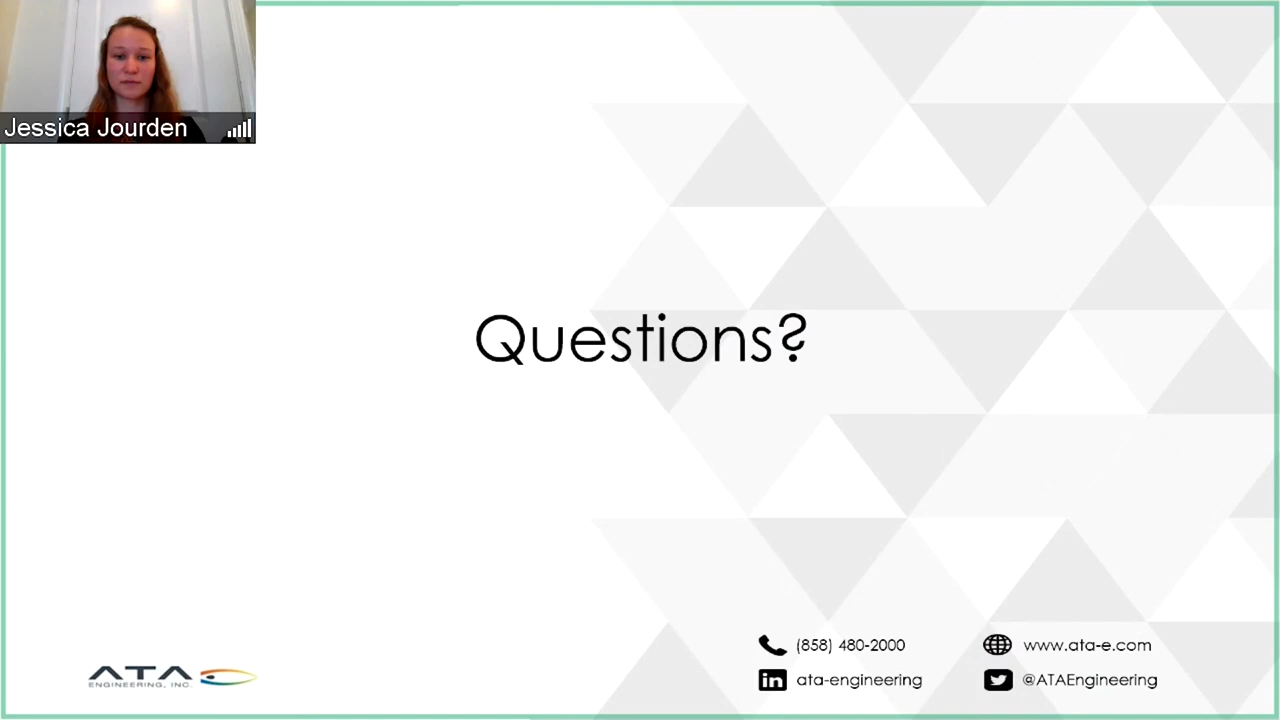 Jessica Jourden
Questions?
ATA
ENGINEERING, INC.
(858) 480-2000
www.ata-e.com
ata-engineering
@ATAEngineering